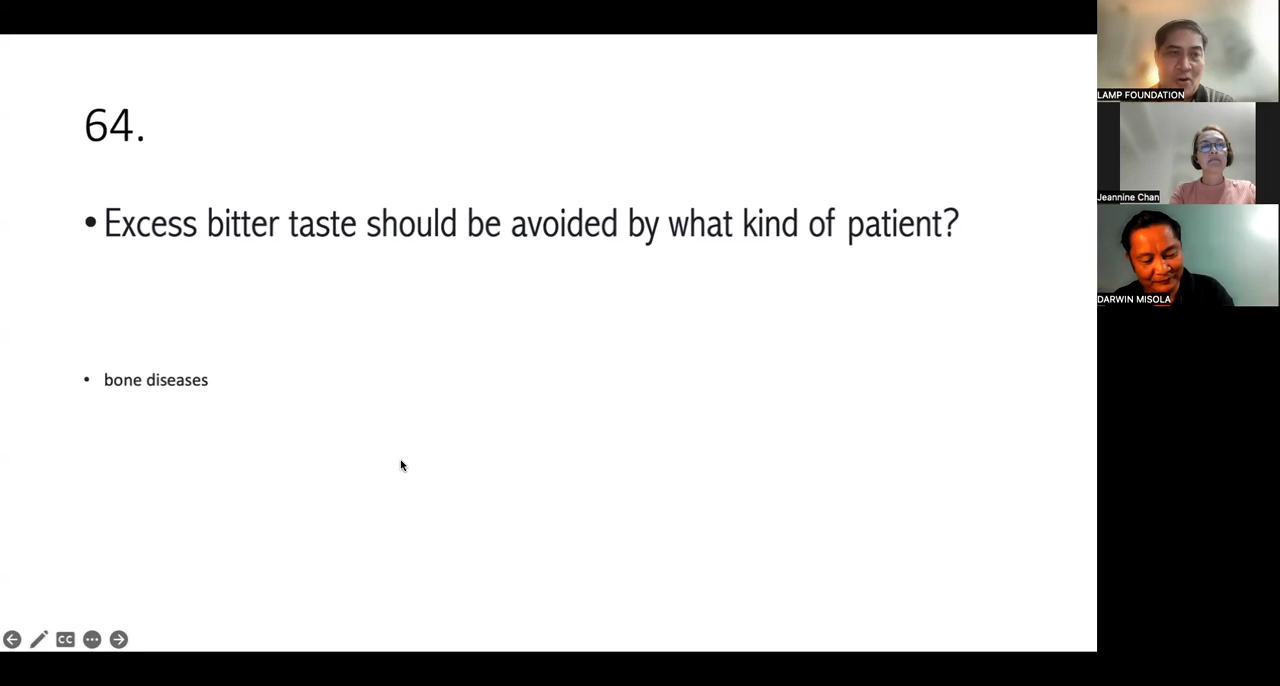 64.
• Excess bitter taste should be avoided by what kind of patient?
• bone diseases
LAMP FOUNDATION
Jeannine Chan
DARWIN MISOLA
CC